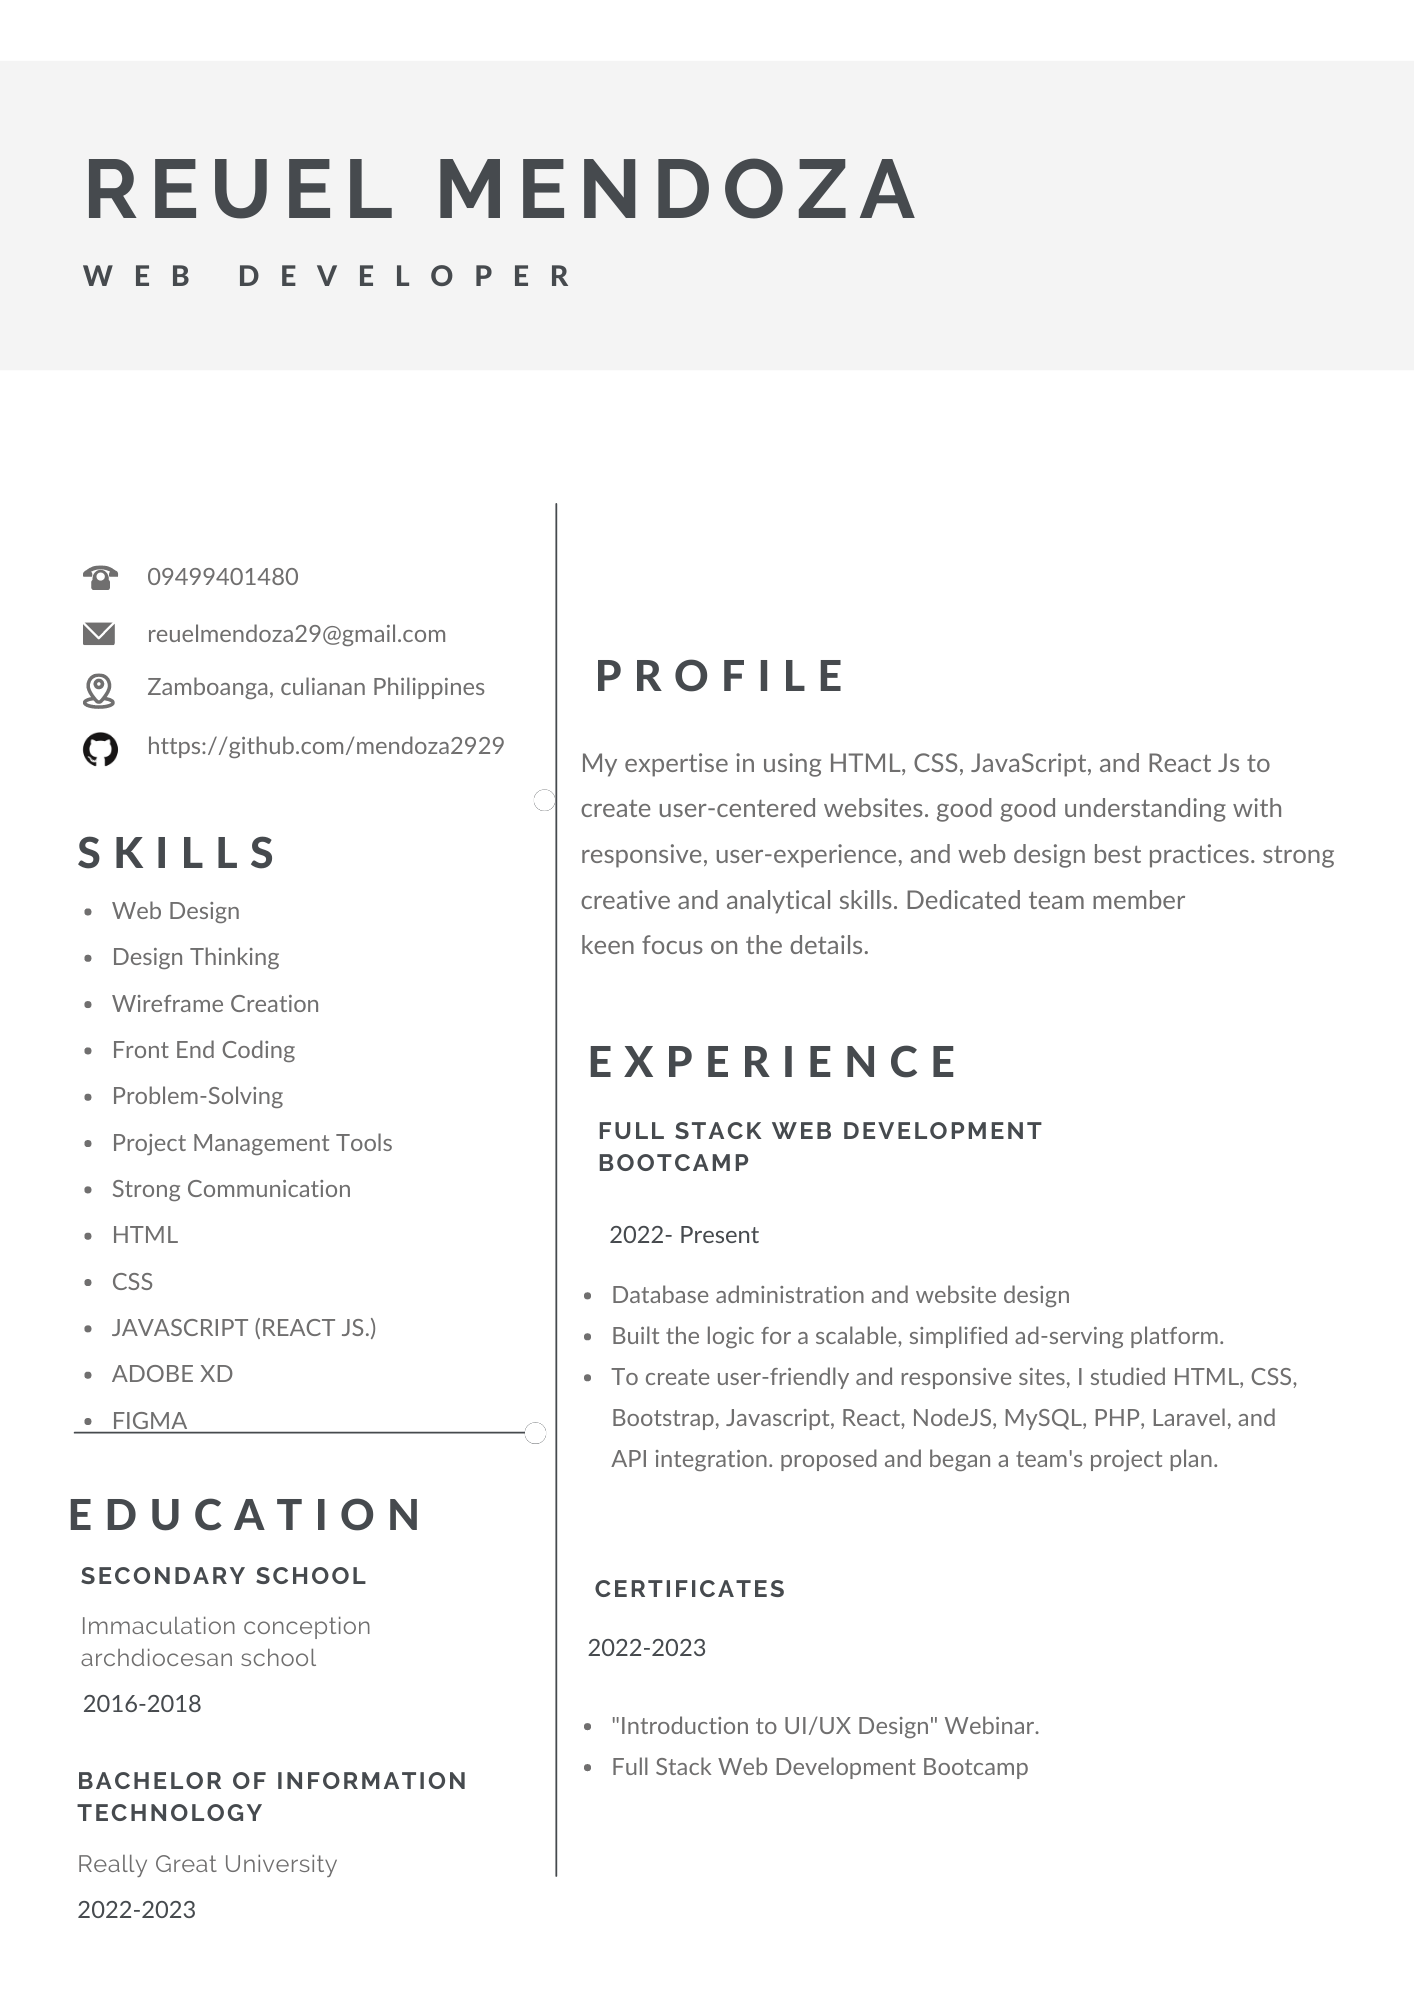 REUEL MENDOZA
WEB DEVELOPER
09499401480
reuelmendoza29@gmail.com
Zamboanga, culianan Philippines
https://github.com/mendoza2929
SKILLS
• Web Design
• Design Thinking
• Wireframe Creation
• Front End Coding
• Problem-Solving
• Project Management Tools
• Strong Communication
• HTML
• CSS
• JAVASCRIPT (REACT JS.)
• ADOBE XD
• FIGMA
EDUCATION
SECONDARY SCHOOL
Immaculation conception
archdiocesan school
2016-2018
BACHELOR OF INFORMATION
TECHNOLOGY
Really Great University
2022-2023
PROFILE
My expertise in using HTML, CSS, JavaScript, and React Js to
create user-centered websites. good good understanding with
responsive, user-experience, and web design best practices. strong
creative and analytical skills. Dedicated team member
keen focus on the details.
EXPERIENCE
FULL STACK WEB DEVELOPMENT
BOOTCAMP
2022- Present
• Database administration and website design
• Built the logic for a scalable, simplified ad-serving platform.
• To create user-friendly and responsive sites, I studied HTML, CSS,
Bootstrap, Javascript, React, NodeJS, MySQL, PHP, Laravel, and
API integration. proposed and began a team's project plan.
CERTIFICATES
2022-2023
• "Introduction to UI/UX Design" Webinar.
• Full Stack Web Development Bootcamp